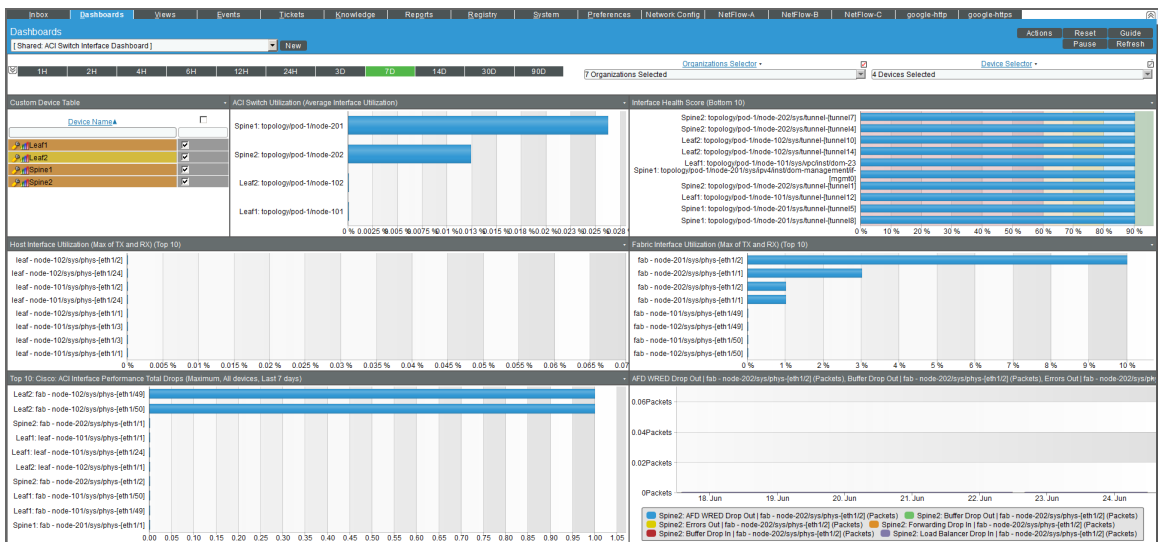 Inbox Dashboards Views Events Tickets Knowledge Reports Registry System Preferences Network Config NetFlow-A NetFlow-B NetFlow-C google-http google-https
Dashboards
[ Shared: ACI Switch Interface Dashboard ] New
Actions Reset Guide
Pause Refresh
1H 2H 4H 6H 12H 24H 3D 7D 14D 30D 90D
Organizations Selector
7 Organizations Selected
Device Selector
4 Devices Selected
Custom Device Table
Device Name
Leaf1
Leaf2
Spine1
Spine2
ACI Switch Utilization (Average Interface Utilization)
Spine1: topology/pod-1/node-201
Spine2: topology/pod-1/node-202
Leaf2: topology/pod-1/node-102
Leaf1: topology/pod-1/node-101
0 % 0.0025 % 0.005 % 0.0075 % 0.01 % 0.013 % 0.015 % 0.018 % 0.02 % 0.023 % 0.025 % 0.028
Interface Health Score (Bottom 10)
Spine2: topology/pod-1/node-202/sys/tunnel-[tunnel7]
Spine2: topology/pod-1/node-202/sys/tunnel-[tunnel4]
Leaf2: topology/pod-1/node-102/sys/tunnel-[tunnel10]
Leaf2: topology/pod-1/node-102/sys/tunnel-[tunnel14]
Leaf1: topology/pod-1/node-101/sys/vpc/inst/dom-23
Spine1: topology/pod-1/node-201/sys/ipv4/inst/dom-management/if-
[mgmt0]
Spine2: topology/pod-1/node-202/sys/tunnel-[tunnel1]
Leaf1: topology/pod-1/node-101/sys/tunnel-[tunnel12]
Spine1: topology/pod-1/node-201/sys/tunnel-[tunnel5]
Spine1: topology/pod-1/node-201/sys/tunnel-[tunnel8]
0 % 10 % 20 % 30 % 40 % 50 % 60 % 70 % 80 % 90 %
Host Interface Utilization (Max of TX and RX) (Top 10)
leaf - node-102/sys/phys-[eth1/2]
leaf - node-102/sys/phys-[eth1/24]
leaf - node-101/sys/phys-[eth1/2]
leaf - node-101/sys/phys-[eth1/24]
leaf - node-102/sys/phys-[eth1/1]
leaf - node-101/sys/phys-[eth1/3]
leaf - node-102/sys/phys-[eth1/3]
leaf - node-101/sys/phys-[eth1/1]
0 % 0.005 % 0.01 % 0.015 % 0.02 % 0.025 % 0.03 % 0.035 % 0.04 % 0.045 % 0.05 % 0.055 % 0.06 % 0.065 % 0.07
Fabric Interface Utilization (Max of TX and RX) (Top 10)
fab - node-201/sys/phys-[eth1/2]
fab - node-202/sys/phys-[eth1/1]
fab - node-202/sys/phys-[eth1/2]
fab - node-201/sys/phys-[eth1/1]
fab - node-101/sys/phys-[eth1/49]
fab - node-102/sys/phys-[eth1/49]
fab - node-101/sys/phys-[eth1/50]
fab - node-102/sys/phys-[eth1/50]
0 % 1 % 2 % 3 % 4 % 5 % 6 % 7 % 8 % 9 % 10 %
Top 10: Cisco: ACI Interface Performance Total Drops (Maximum, All devices, Last 7 days)
Leaf2: fab - node-102/sys/phys-[eth1/49]
Leaf2: fab - node-102/sys/phys-[eth1/50]
Spine2: fab - node-202/sys/phys-[eth1/1]
Leaf1: leaf - node-101/sys/phys-[eth1/1]
Leaf1: leaf - node-101/sys/phys-[eth1/24]
Leaf2: leaf - node-102/sys/phys-[eth1/1]
Spine2: fab - node-202/sys/phys-[eth1/2]
Leaf1: fab - node-101/sys/phys-[eth1/50]
Leaf1: fab - node-101/sys/phys-[eth1/49]
Spine1: fab - node-201/sys/phys-[eth1/1]
0.00 0.05 0.10 0.15 0.20 0.25 0.30 0.35 0.40 0.45 0.50 0.55 0.60 0.65 0.70 0.75 0.80 0.85 0.90 0.95 1.00 1.05
AFD WRED Drop Out | fab - node-202/sys/phys-[eth1/2] (Packets), Buffer Drop Out | fab - node-202/sys/phys-[eth1/2] (Packets), Errors Out | fab - node-202/sys/ph
0.06Packets
0.04Packets
0.02Packets
0Packets
18. Jun 19. Jun 20. Jun 21. Jun 22. Jun 23. Jun 24. Jun
Spine2: AFD WRED Drop Out | fab - node-202/sys/phys-[eth1/2] (Packets) Spine2: Buffer Drop Out | fab - node-202/sys/phys-[eth1/2] (Packets)
Spine2: Errors Out | fab - node-202/sys/phys-[eth1/2] (Packets) Spine2: Forwarding Drop In | fab - node-202/sys/phys-[eth1/2] (Packets)
Spine2: Buffer Drop In | fab - node-202/sys/phys-[eth1/2] (Packets) Spine2: Load Balancer Drop In | fab - node-202/sys/phys-[eth1/2] (Packets)